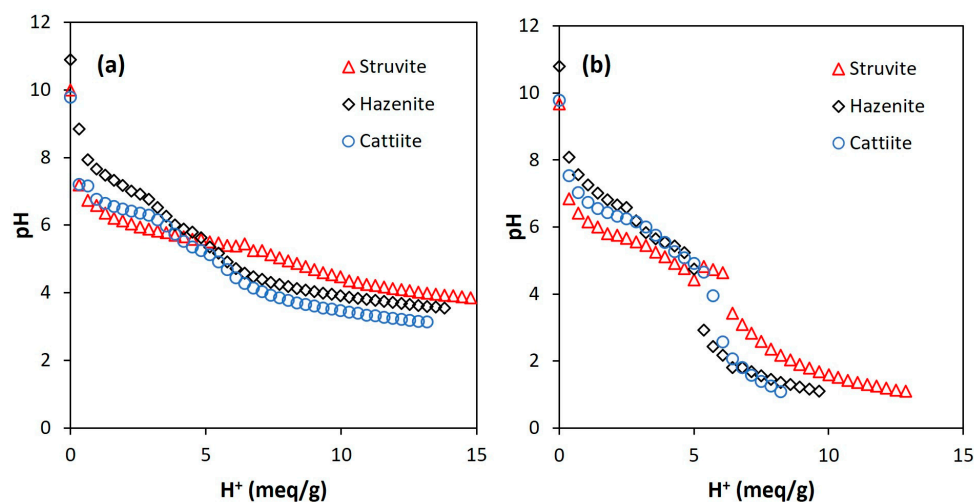 12
10
8
6
4
2
0
pH
(a)
Struvite
Hazenite
Cattiite
0
5
10
15
H⁺ (meq/g)
12
10
8
6
4
2
0
pH
(b)
Struvite
Hazenite
Cattiite
0
5
10
15
H⁺ (meq/g)